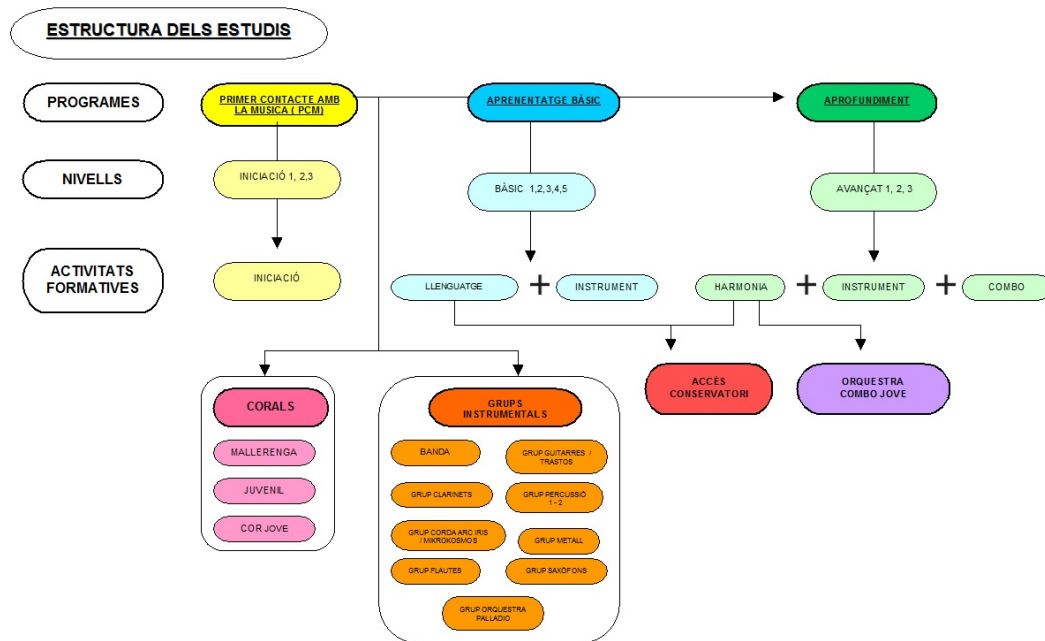 ESTRUCTURA DELS ESTUDIS
PROGRAMES
PRIMER CONTACTE AMB
LA MÚSICA ( PCM)
APRENENTATGE BÀSIC
APROFUNDIMENT
NIVELLS
INICIACIÓ 1, 2,3
BÀSIC 1,2,3,4,5
AVANÇAT 1, 2, 3
ACTIVITATS
FORMATIVES
INICIACIÓ
LLENGUATGE
+
INSTRUMENT
HARMONIA
+
INSTRUMENT
+
COMBO
CORALS
MALLERENGA
JUVENIL
COR JOVE
GRUPS
INSTRUMENTALS
BANDA
GRUP GUITARRES /
TRASTOS
GRUP CLARINETS
GRUP PERCUSSIÓ
1 - 2
GRUP CORDA ARC IRIS
/ MIKROKOSMOS
GRUP METALL
GRUP FLAUTES
GRUP SAXÒFONS
GRUP ORQUESTRA
PALLADIO
ACCÈS
CONSERVATORI
ORQUESTRA
COMBO JOVE